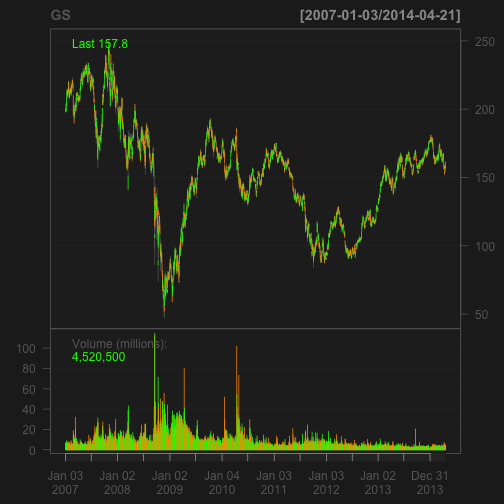 GS [2007-01-03/2014-04-21]
Last 157.8
250
200
150
100
50
Volume (millions):
4,520,500
100
80
60
40
20
0
Jan 03 Jan 02 Jan 02 Jan 04 Jan 03 Jan 03 Jan 02 Dec 31
2007 2008 2009 2010 2011 2012 2013 2013